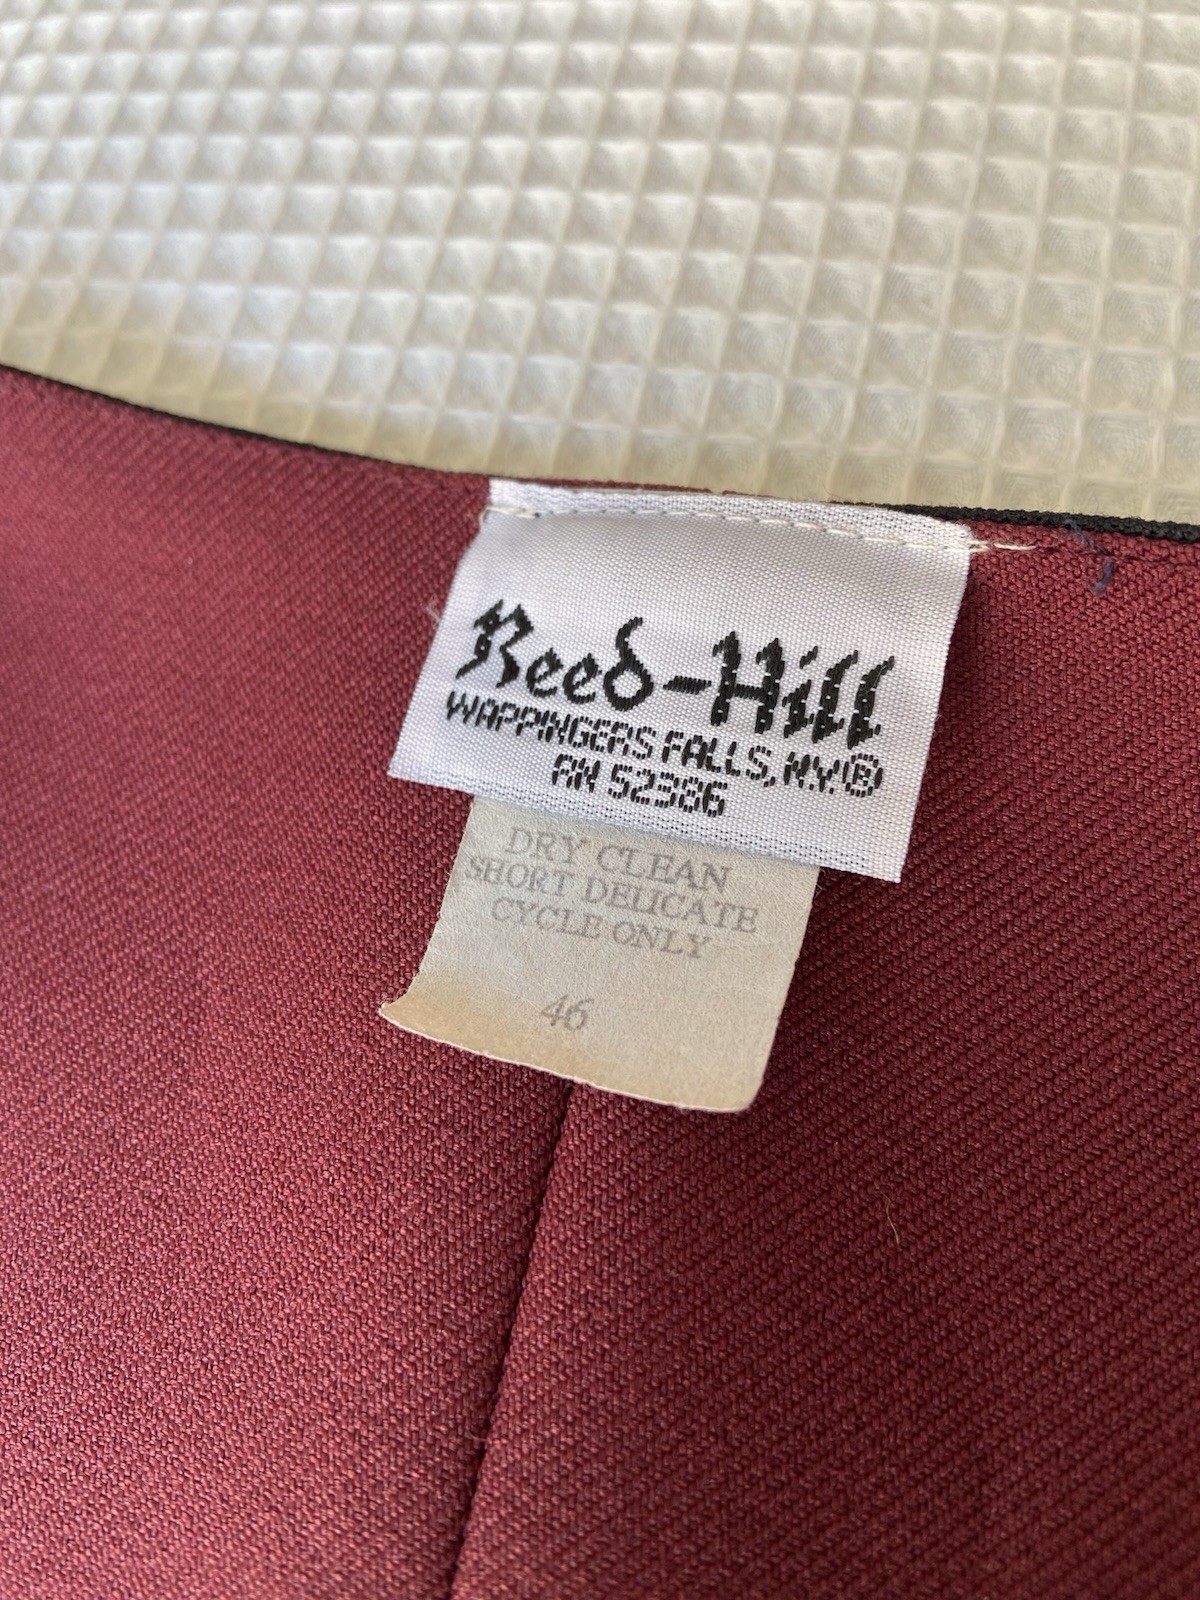 Reed-Hill
WAPPINGERS FALLS, N.Y.®
RN 52386
DRY CLEAN
SHORT DELICATE
CYCLE ONLY
46